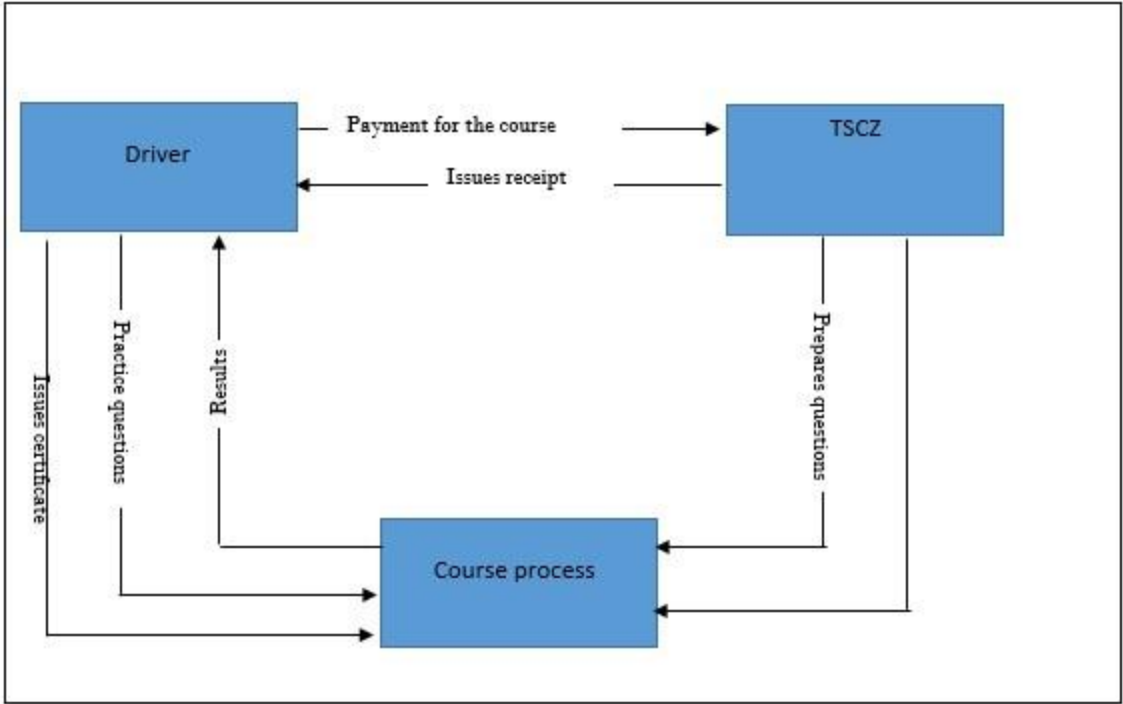 Driver
Payment for the course
TSCZ
Issues receipt
Issues certificate
Practice questions
Results
Prepares questions
Course process